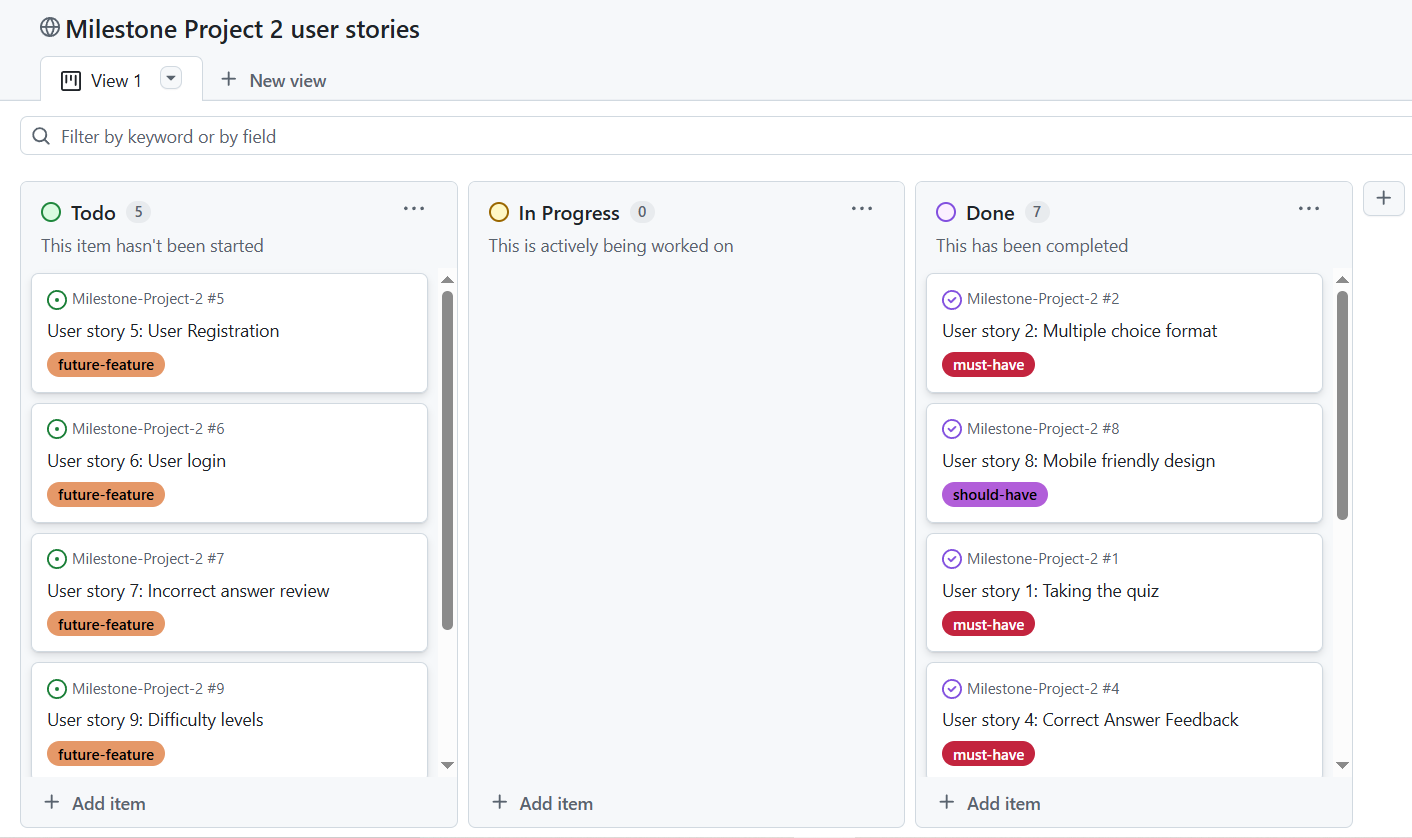 Milestone Project 2 user stories
View 1
New view
Filter by keyword or by field
Todo 5
This item hasn't been started
Milestone-Project-2 #5
User story 5: User Registration
future-feature
Milestone-Project-2 #6
User story 6: User login
future-feature
Milestone-Project-2 #7
User story 7: Incorrect answer review
future-feature
Milestone-Project-2 #9
User story 9: Difficulty levels
future-feature
Add item
In Progress 0
This is actively being worked on
Add item
Done 7
This has been completed
Milestone-Project-2 #2
User story 2: Multiple choice format
must-have
Milestone-Project-2 #8
User story 8: Mobile friendly design
should-have
Milestone-Project-2 #1
User story 1: Taking the quiz
must-have
Milestone-Project-2 #4
User story 4: Correct Answer Feedback
must-have
Add item